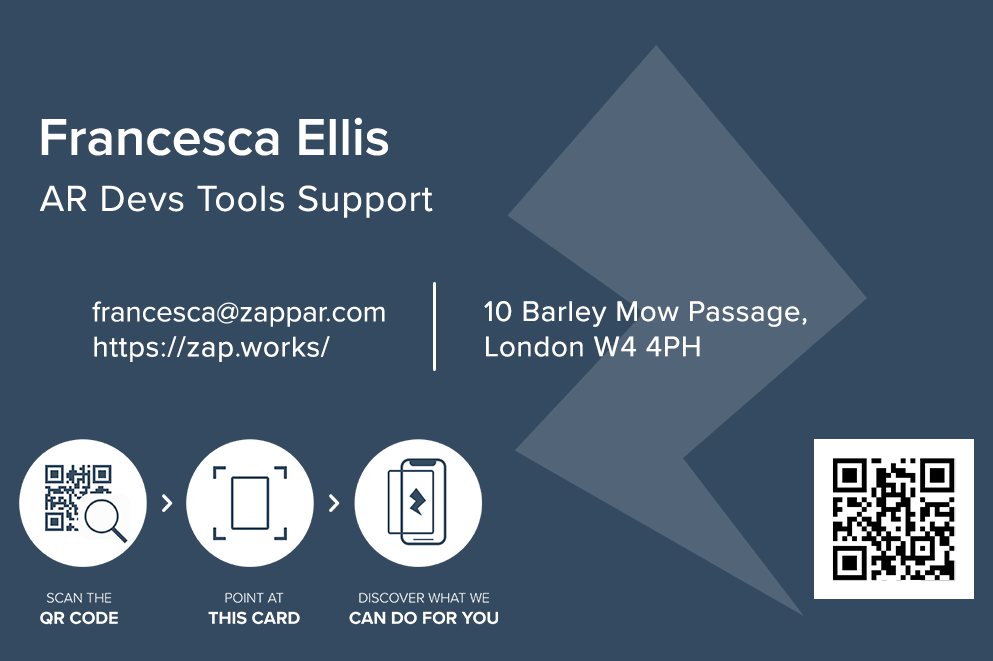 Francesca Ellis
AR Devs Tools Support
francesca@zappar.com
https://zap.works/
10 Barley Mow Passage,
London W4 4PH
SCAN THE
QR CODE
POINT AT
THIS CARD
DISCOVER WHAT WE
CAN DO FOR YOU